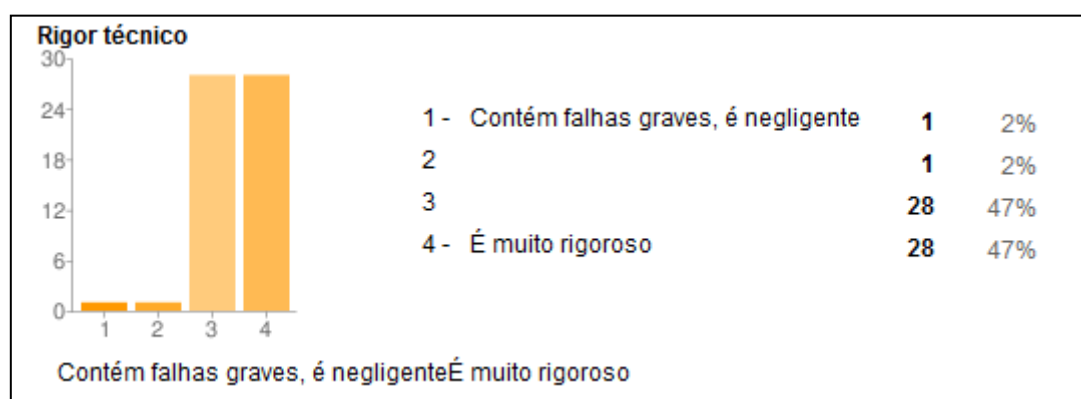 Rigor técnico
30
24
18
12
6
0
1 2 3 4
Contém falhas graves, é negligenteÉ muito rigoroso
1 - Contém falhas graves, é negligente 1 2%
2 1 2%
3 28 47%
4 - É muito rigoroso 28 47%